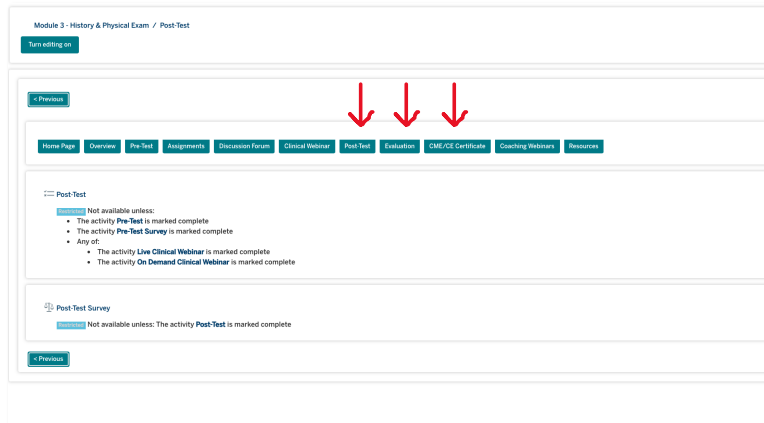 Module 3 - History & Physical Exam / Post-Test
Turn editing on
< Previous
Home Page Overview Pre-Test Assignments Discussion Forum Clinical Webinar Post-Test Evaluation CME/CE Certificate Coaching Webinars Resources
Post-Test
Restricted Not available unless:
• The activity Pre-Test is marked complete
• The activity Pre-Test Survey is marked complete
• Any of:
• The activity Live Clinical Webinar is marked complete
• The activity On Demand Clinical Webinar is marked complete
Post-Test Survey
Restricted Not available unless: The activity Post-Test is marked complete
< Previous